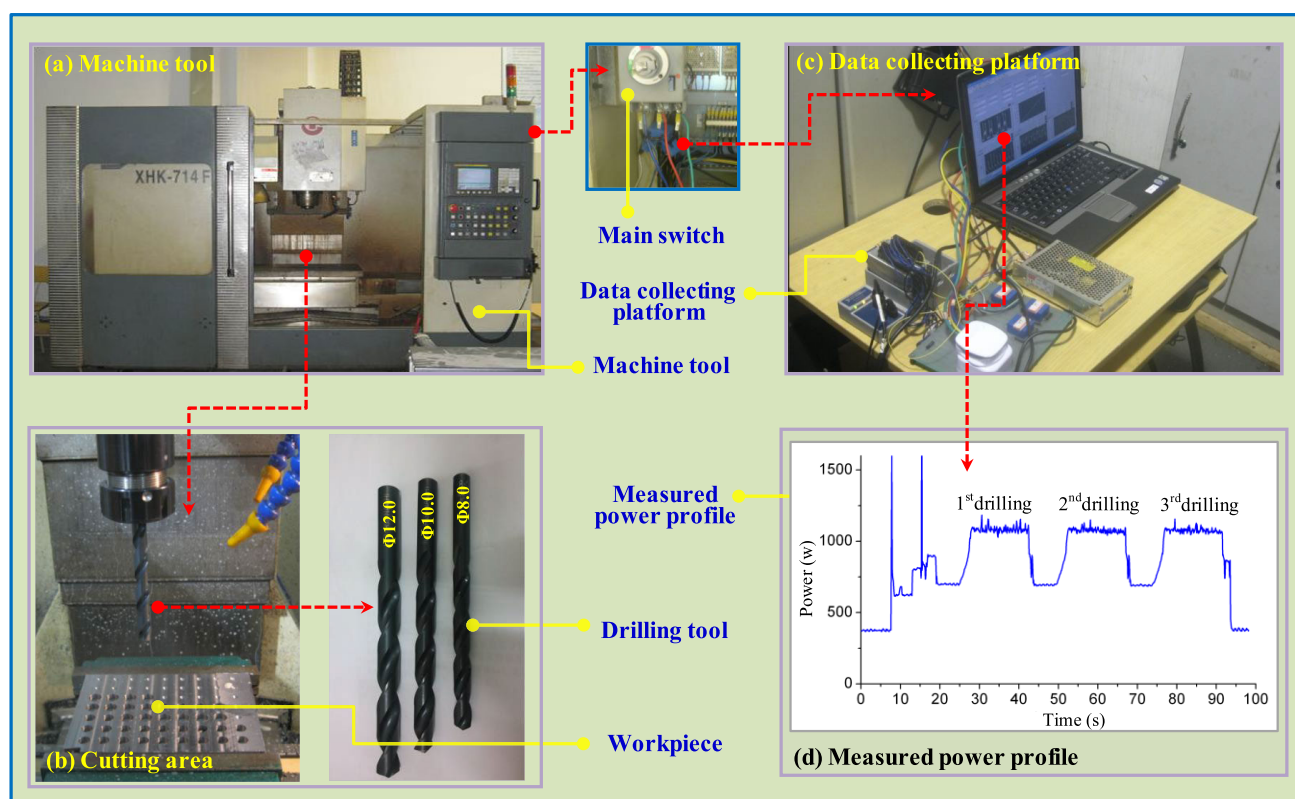 (a) Machine tool
XHK-714 F
Main switch
Data collecting
platform
Machine tool
(c) Data collecting platform
Φ12.0
Φ10.0
Φ8.0
Drilling tool
Workpiece
(b) Cutting area
Measured
power profile
1st drilling
2nd drilling
3rd drilling
1500
1000
500
0
Power (w)
0 10 20 30 40 50 60 70 80 90 100
Time (s)
(d) Measured power profile